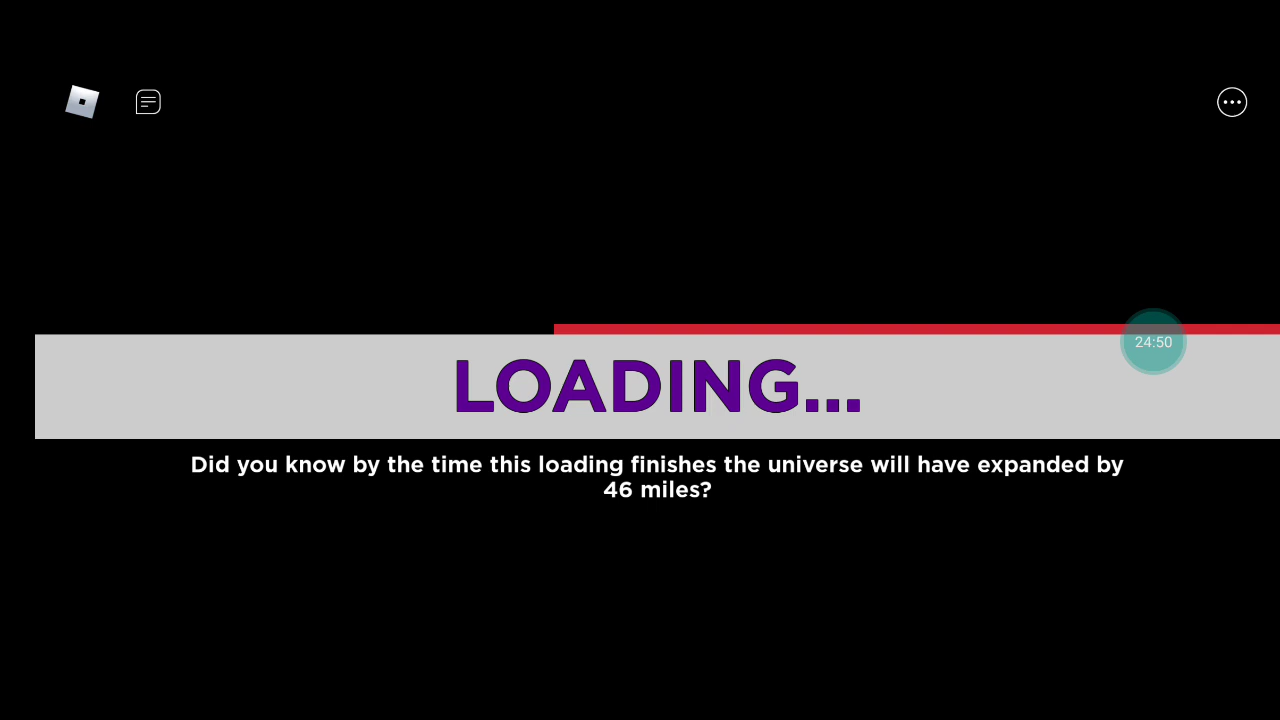 24:50
LOADING...
Did you know by the time this loading finishes the universe will have expanded by
46 miles?